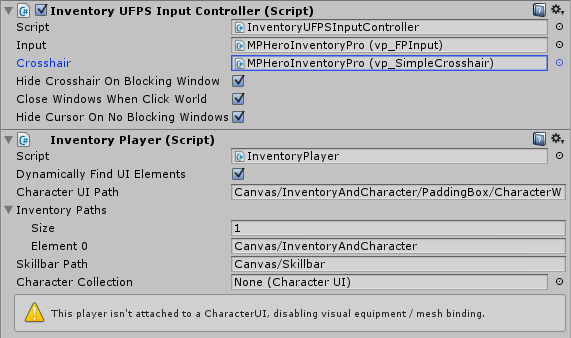 Inventory UFPS Input Controller (Script)
Script InventoryUFPSInputController
Input MPHeroInventoryPro (vp_FPInput)
Crosshair MPHeroInventoryPro (vp_SimpleCrosshair)
Hide Crosshair On Blocking Window
Close Windows When Click World
Hide Cursor On No Blocking Windows
Inventory Player (Script)
Script InventoryPlayer
Dynamically Find UI Elements
Character UI Path Canvas/InventoryAndCharacter/PaddingBox/CharacterW
Inventory Paths
Size 1
Element 0 Canvas/InventoryAndCharacter
Skillbar Path Canvas/Skillbar
Character Collection None (Character UI)
This player isn't attached to a CharacterUI, disabling visual equipment / mesh binding.